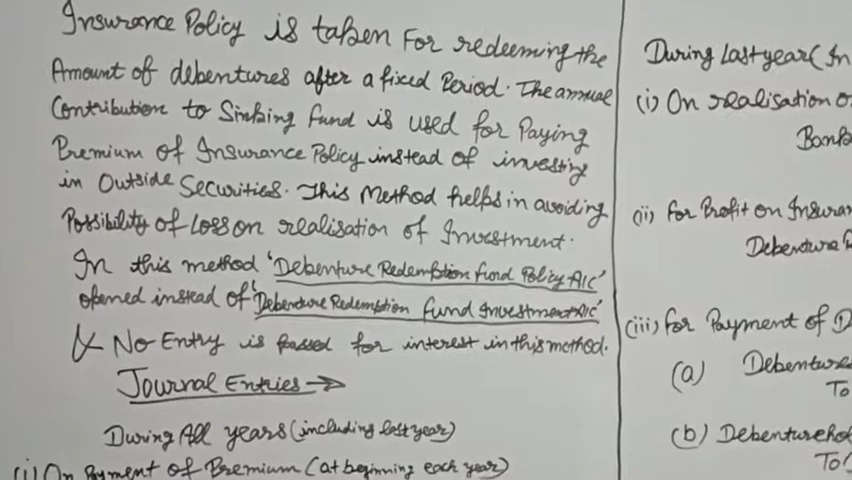 Insurance Policy is taken for redeeming the
Amount of debentures after a fixed Period. The annual
Contribution to Sinking fund is used for Paying
Premium of Insurance Policy instead of investing
in Outside Securities. This Method helps in avoiding
Possibility of Loss on realisation of Investment.
In this method 'Debenture Redemption fund Policy A/C'
opened instead of 'Debenture Redemption fund Investment A/C'
& No Entry is passed for interest in this method.
Journal Entries →
During All years (including last year)
(i) On Payment of Premium (at beginning each year)
During Last year (In
(i) On realisation o
Bank
(ii) for Profit on Insuran
Debenture R
(iii) for Payment of D
(a) Debenture
To
(b) Debenturehol
To